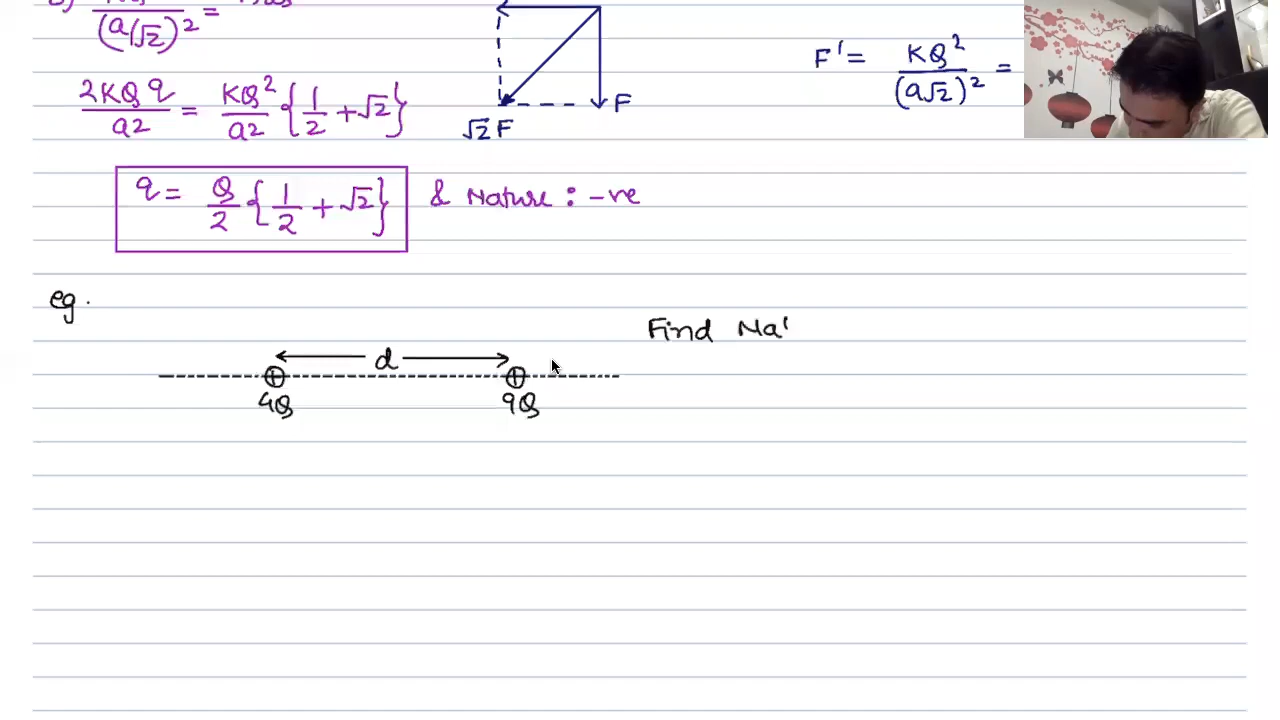 (a√2)²
F' = KQ² / (a√2)² =
2KQq / a2 = KQ² / a2 {1/2 + √2}
F
√2 F
q = Q/2 {1/2 + √2} & Nature : -ve
eg.
Find Na
d
4Q 9Q